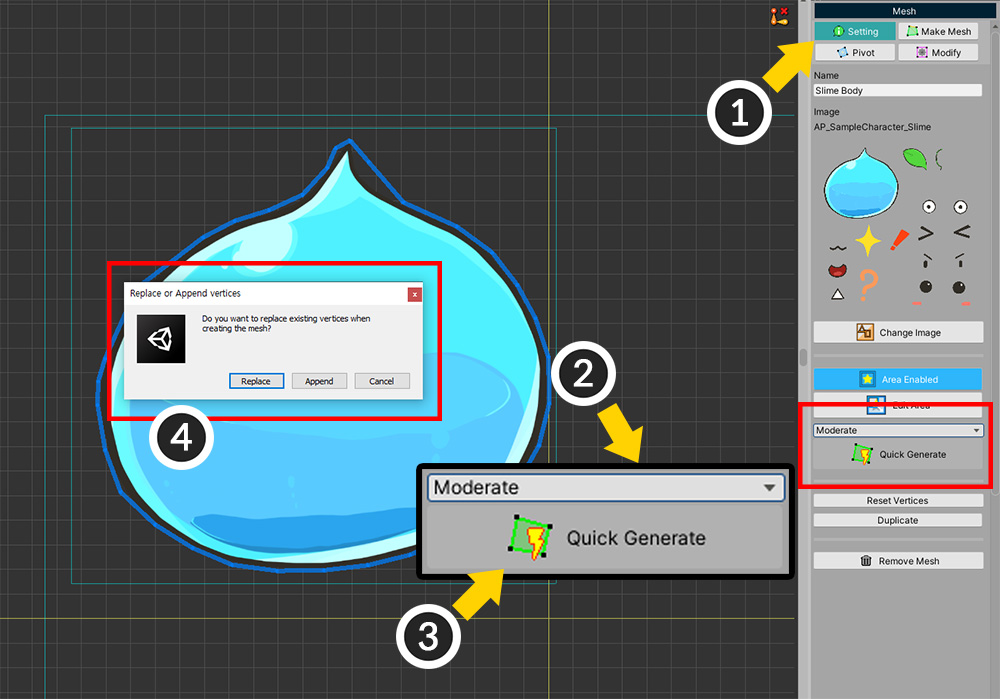 Mesh
Setting
Make Mesh
Pivot
Modify
1
Name
Slime Body
Image
AP_SampleCharacter_Slime
Change Image
Area Enabled
Edit Area
Moderate
Quick Generate
Reset Vertices
Duplicate
Remove Mesh
Replace or Append vertices
x
Do you want to replace existing vertices when
creating the mesh?
Replace
Append
Cancel
4
2
Moderate
Quick Generate
3